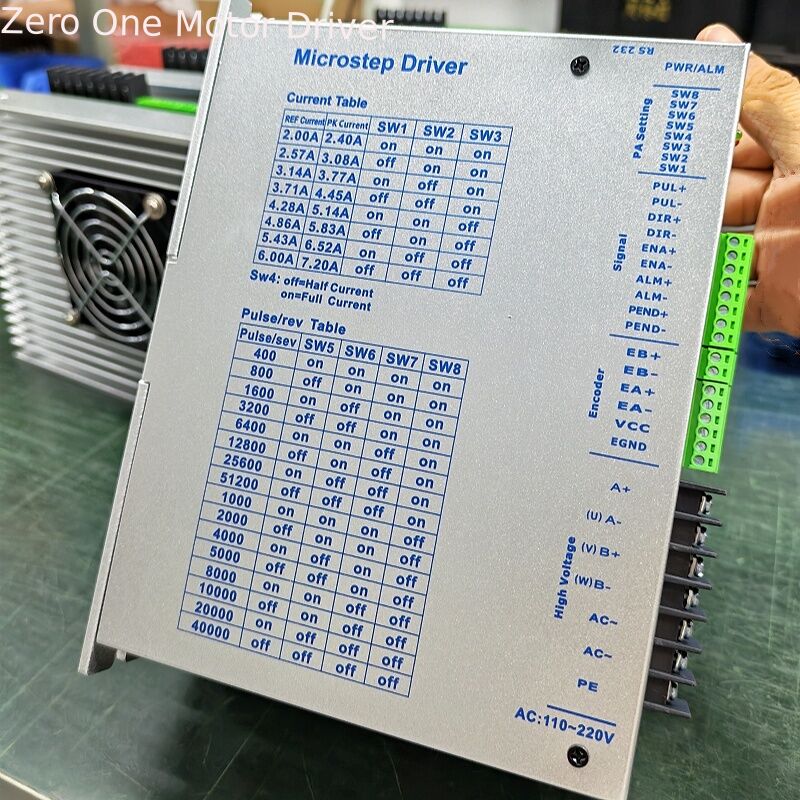 Zero One Motor Driver
Microstep Driver
Current Table
REF Current PK Current SW1 SW2 SW3
2.00A 2.40A on on on
2.57A 3.08A off on on
3.14A 3.77A on off on
3.71A 4.45A off off on
4.28A 5.14A on on off
4.86A 5.83A off on off
5.43A 6.52A on off off
6.00A 7.20A off off off
Sw4: off=Half Current
on=Full Current
Pulse/rev Table
Pulse/sev SW5 SW6 SW7 SW8
400 on on on on
800 off on on on
1600 on off on on
3200 off off on on
6400 on on off on
12800 off on off on
25600 on off off on
51200 off off off on
1000 on on on off
2000 off on on off
4000 on off on off
5000 off off on off
8000 on on off off
10000 off on off off
20000 on off off off
40000 off off off off
RS 232
PWR/ALM
PA Setting
SW8
SW7
SW6
SW5
SW4
SW3
SW2
SW1
Signal
PUL+
PUL-
DIR+
DIR-
ENA+
ENA-
ALM+
ALM-
PEND+
PEND-
Encoder
EB+
EB-
EA+
EA-
VCC
EGND
High Voltage
A+
(U) A-
(V) B+
(W) B-
AC~
AC~
PE
AC:110~220V